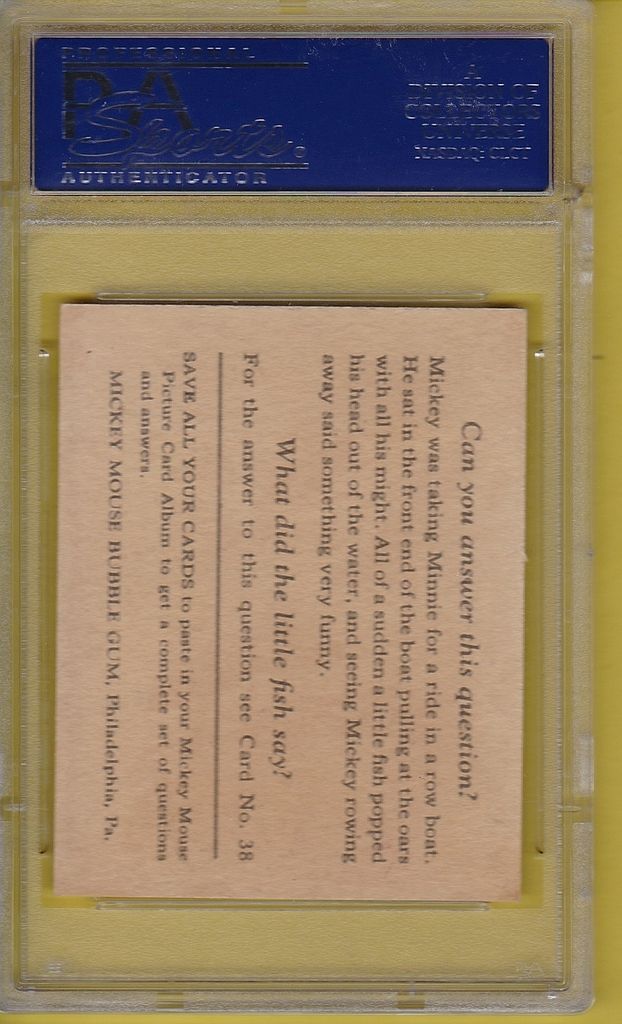 PROFESSIONAL
PSA
Sports.
AUTHENTICATOR
A
DIVISION OF
COLLECTORS
UNIVERSE
NASDAQ: CLCT
Can you answer this question?
Mickey was taking Minnie for a ride in a row boat.
He sat in the front end of the boat pulling at the oars
with all his might. All of a sudden a little fish popped
his head out of the water, and seeing Mickey rowing
away said something very funny.
What did the little fish say?
For the answer to this question see Card No. 38
SAVE ALL YOUR CARDS to paste in your Mickey Mouse
Picture Card Album to get a complete set of questions
and answers.
MICKEY MOUSE BUBBLE GUM, Philadelphia, Pa.